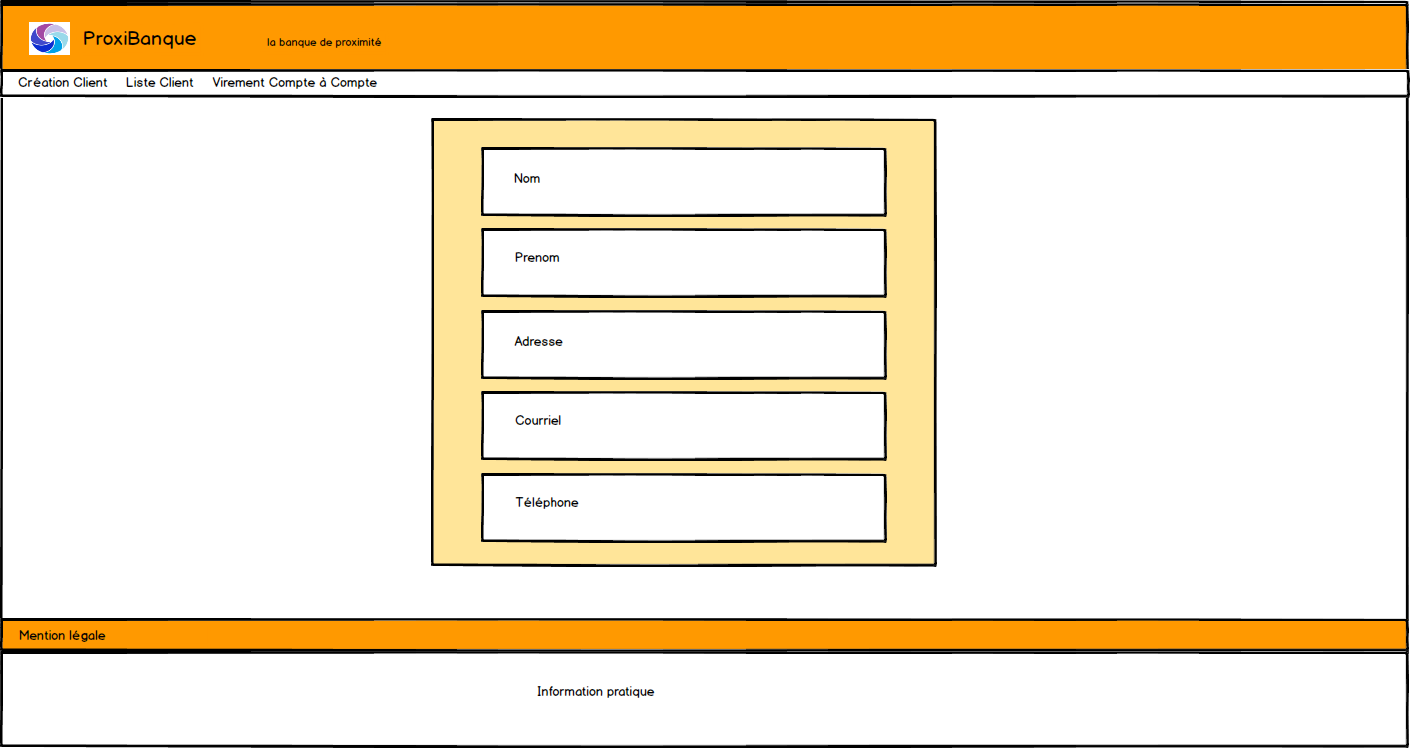 ProxiBanque la banque de proximité
Création Client Liste Client Virement Compte à Compte
Nom
Prenom
Adresse
Courriel
Téléphone
Mention légale
Information pratique